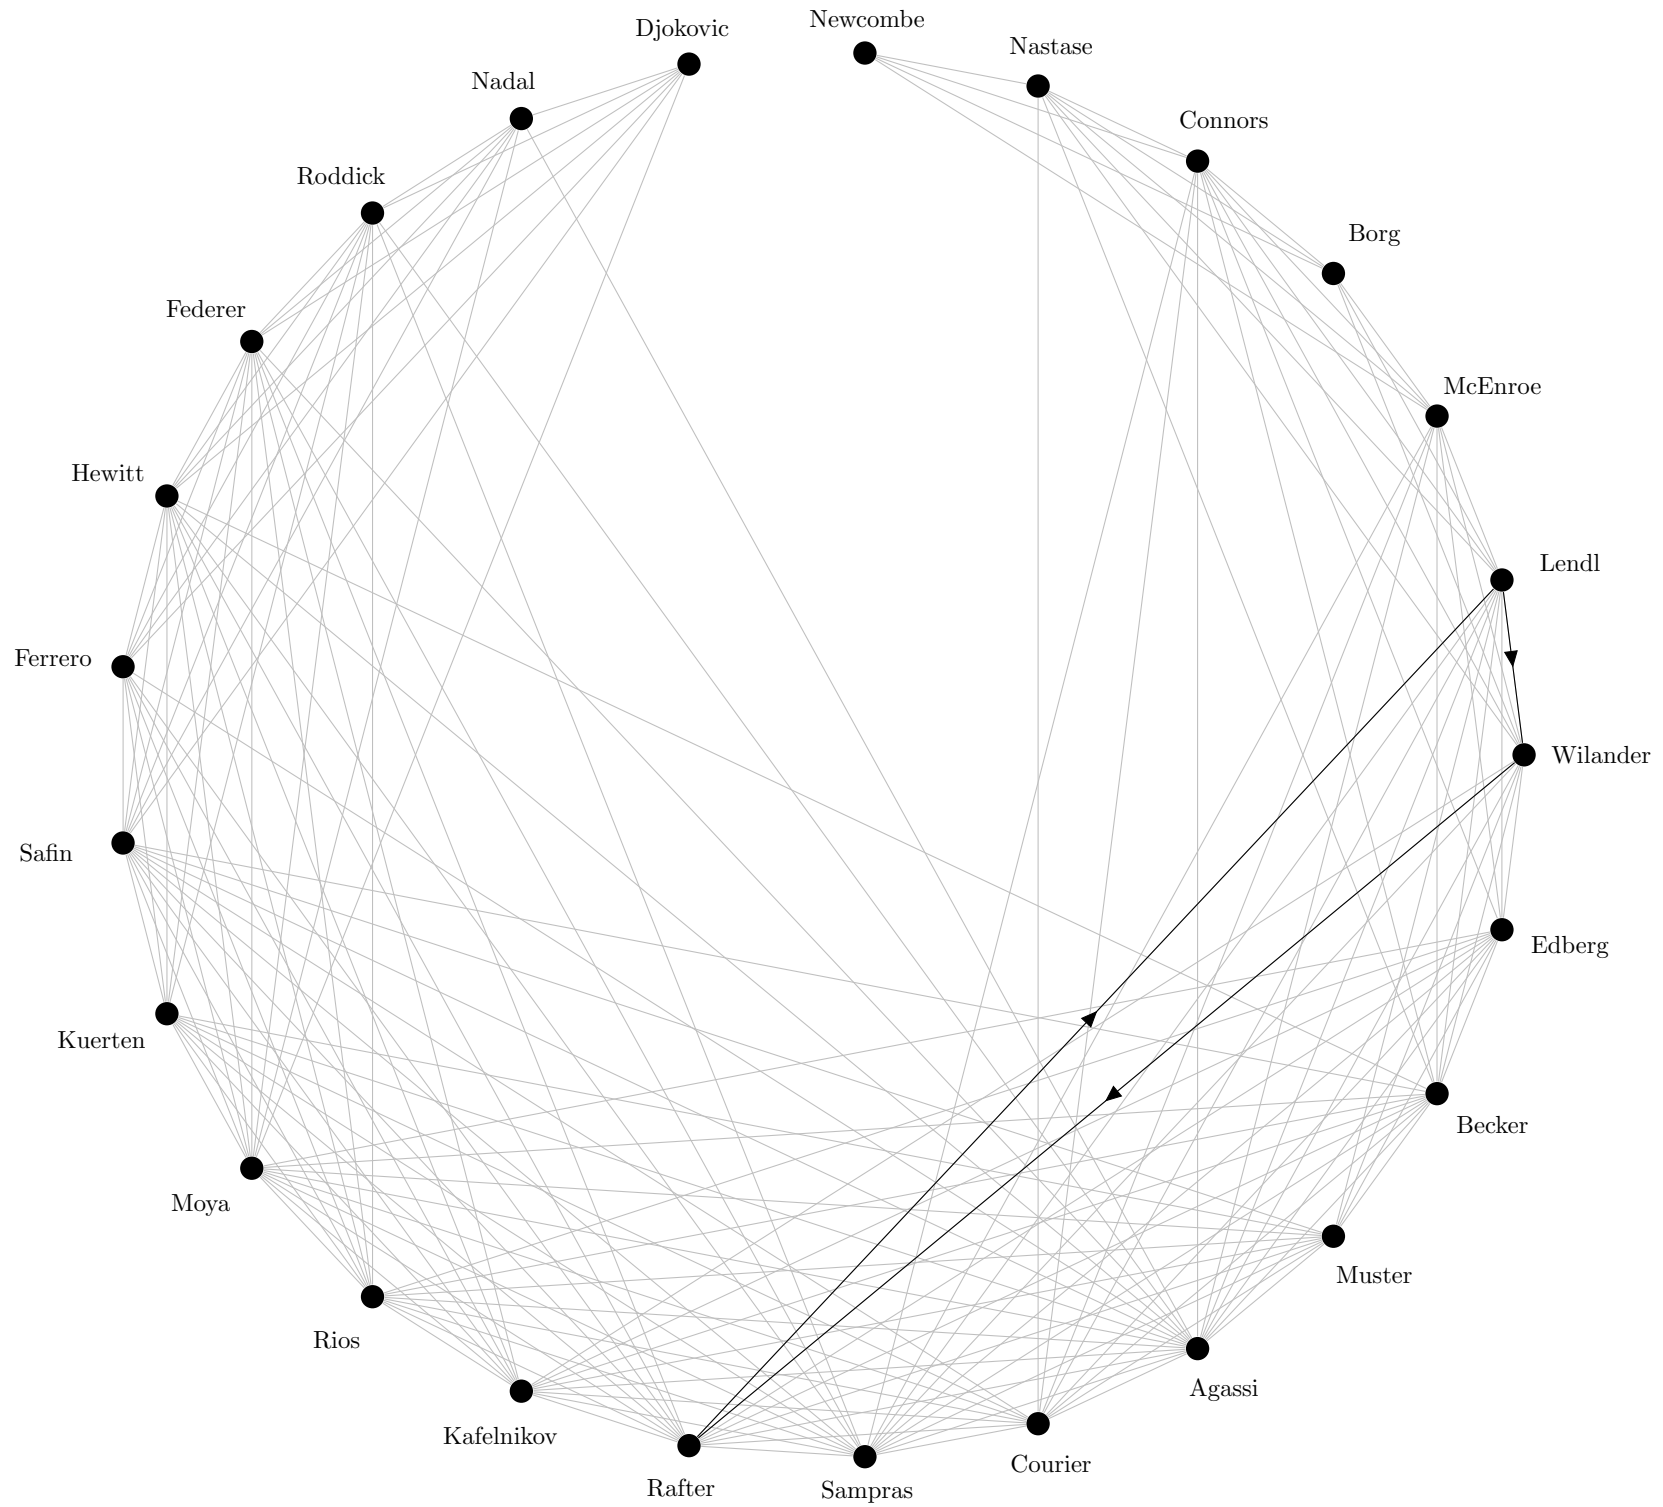 Newcombe
Djokovic
Nastase
Nadal
Connors
Roddick
Borg
Federer
McEnroe
Hewitt
Lendl
Ferrero
Wilander
Safin
Edberg
Kuerten
Becker
Moya
Muster
Rios
Agassi
Kafelnikov
Courier
Rafter
Sampras